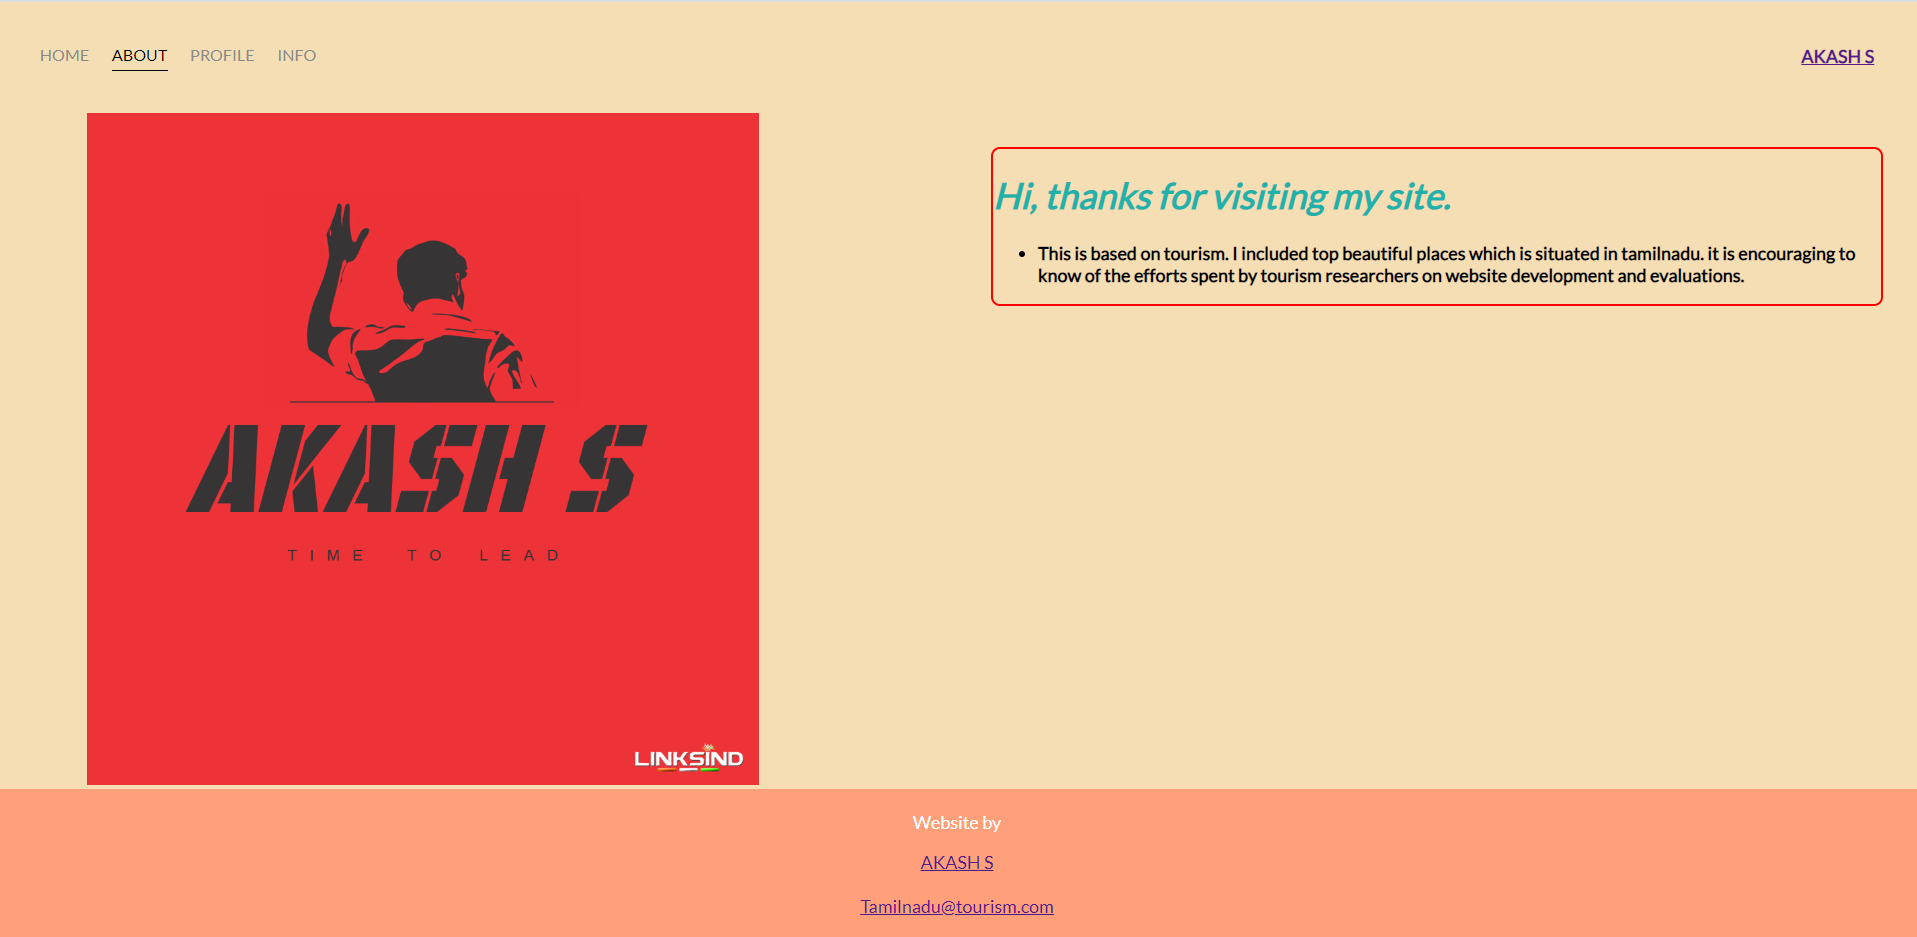 HOME ABOUT PROFILE INFO AKASH S
AKASH S
TIME TO LEAD
LINKSIND
Hi, thanks for visiting my site.
• This is based on tourism. I included top beautiful places which is situated in tamilnadu. it is encouraging to
know of the efforts spent by tourism researchers on website development and evaluations.
Website by
AKASH S
Tamilnadu@tourism.com